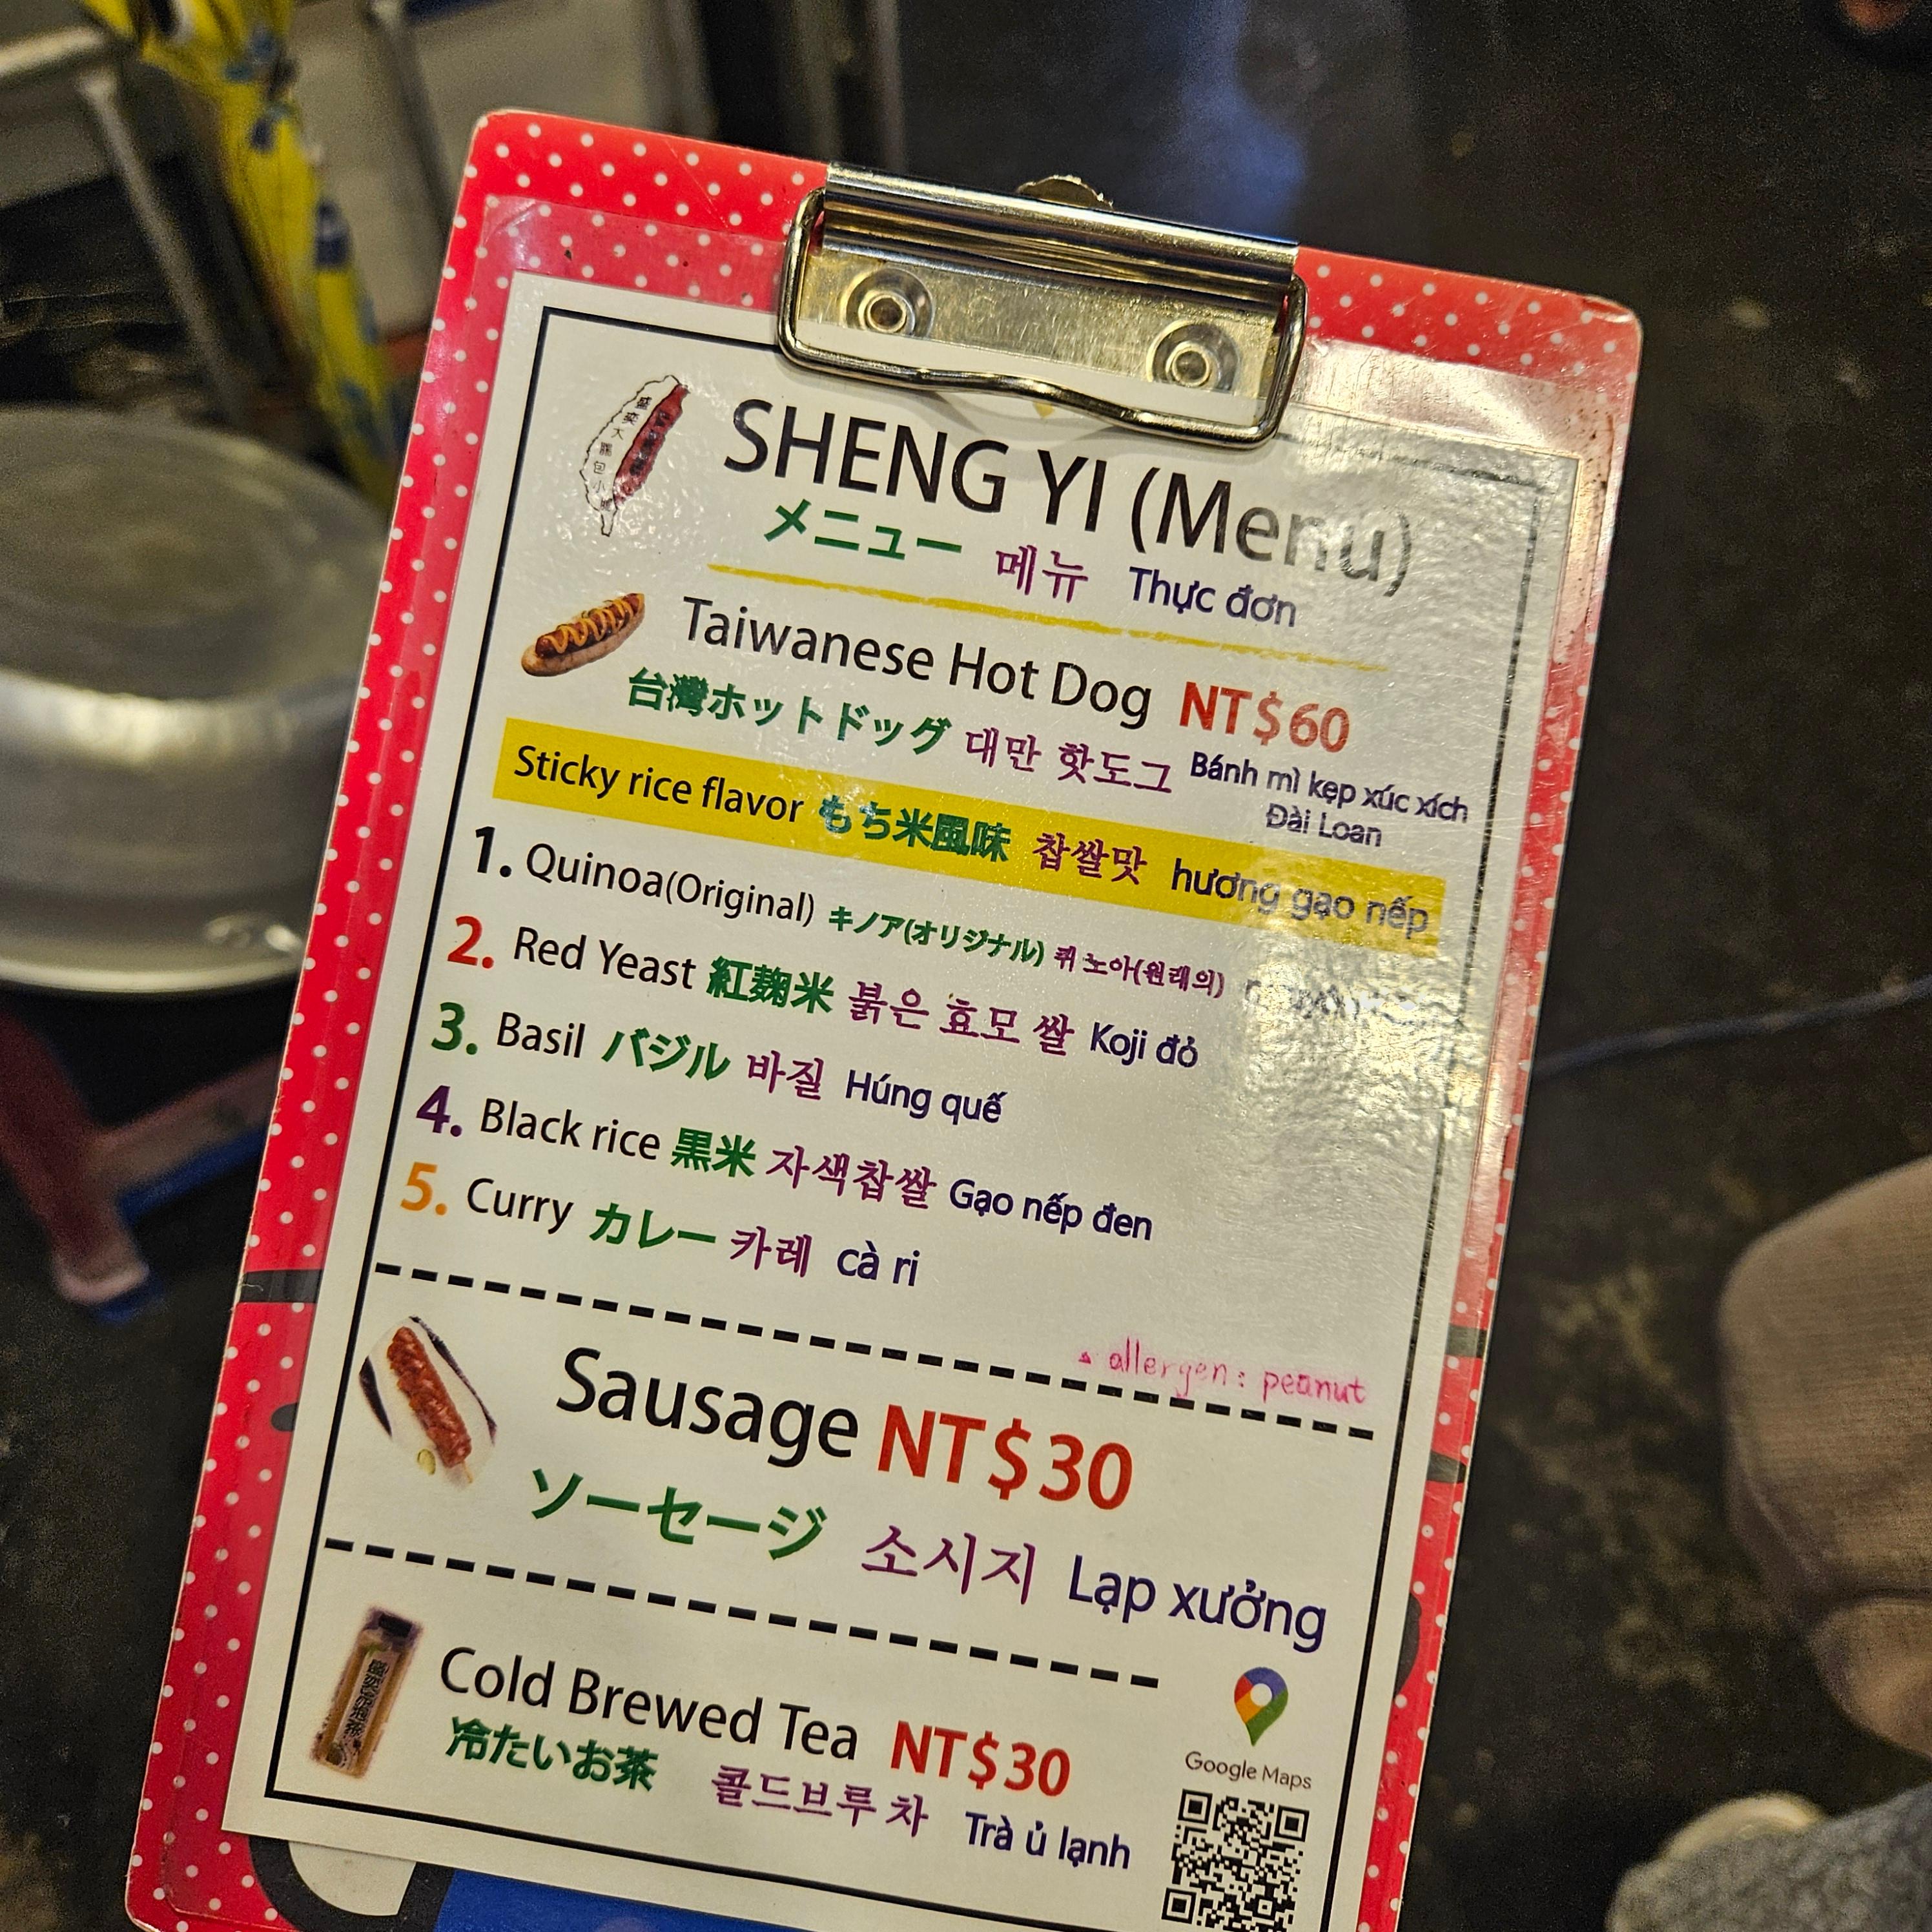 SHENG YI (Menu)
メニュー 메뉴 Thực đơn
Taiwanese Hot Dog NT$60
台灣ホットドッグ 대만 핫도그 Bánh mì kẹp xúc xích
Đài Loan
Sticky rice flavor もち米風味 찹쌀맛 hương gạo nếp
1. Quinoa(Original) キノア(オリジナル) 퀴 노아(원래의)
2. Red Yeast 紅麹米 붉은 효모 쌀 Koji đỏ
3. Basil バジル 바질 Húng quế
4. Black rice 黒米 자색찹쌀 Gạo nếp đen
5. Curry カレー 카레 cà ri
allergen: peanut
Sausage NT$30
ソーセージ 소시지 Lạp xưởng
Cold Brewed Tea NT$30
冷たいお茶 콜드브루 차 Trà ủ lạnh
Google Maps